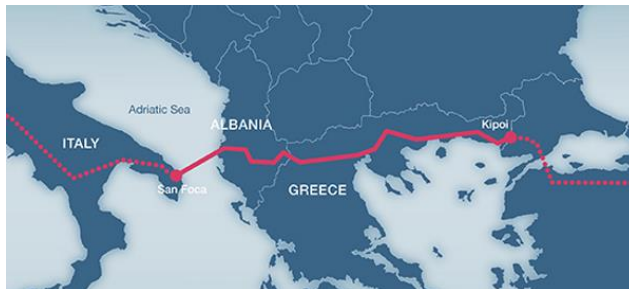 Adriatic Sea
Kipoi
ALBANIA
ITALY
San Foca
GREECE